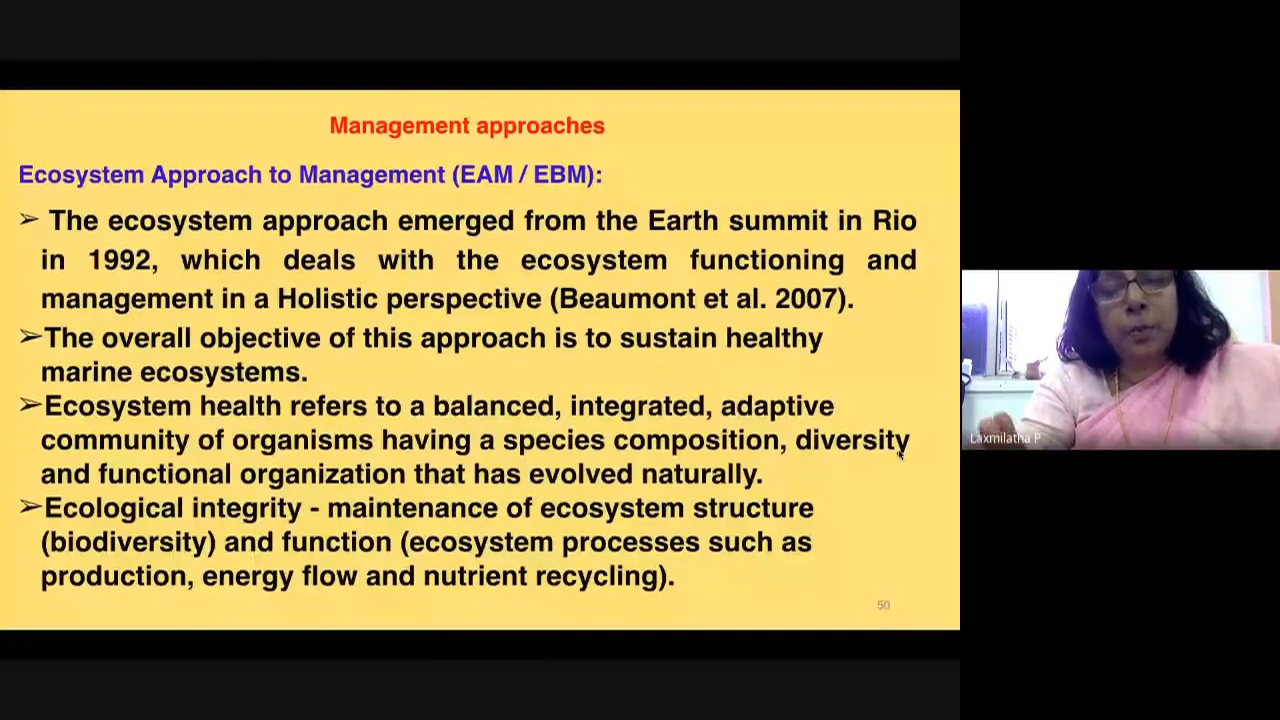 Management approaches
Ecosystem Approach to Management (EAM / EBM):
➢ The ecosystem approach emerged from the Earth summit in Rio
in 1992, which deals with the ecosystem functioning and
management in a Holistic perspective (Beaumont et al. 2007).
➢The overall objective of this approach is to sustain healthy
marine ecosystems.
➢Ecosystem health refers to a balanced, integrated, adaptive
community of organisms having a species composition, diversity
and functional organization that has evolved naturally.
➢Ecological integrity - maintenance of ecosystem structure
(biodiversity) and function (ecosystem processes such as
production, energy flow and nutrient recycling).
50
Laxmilatha P